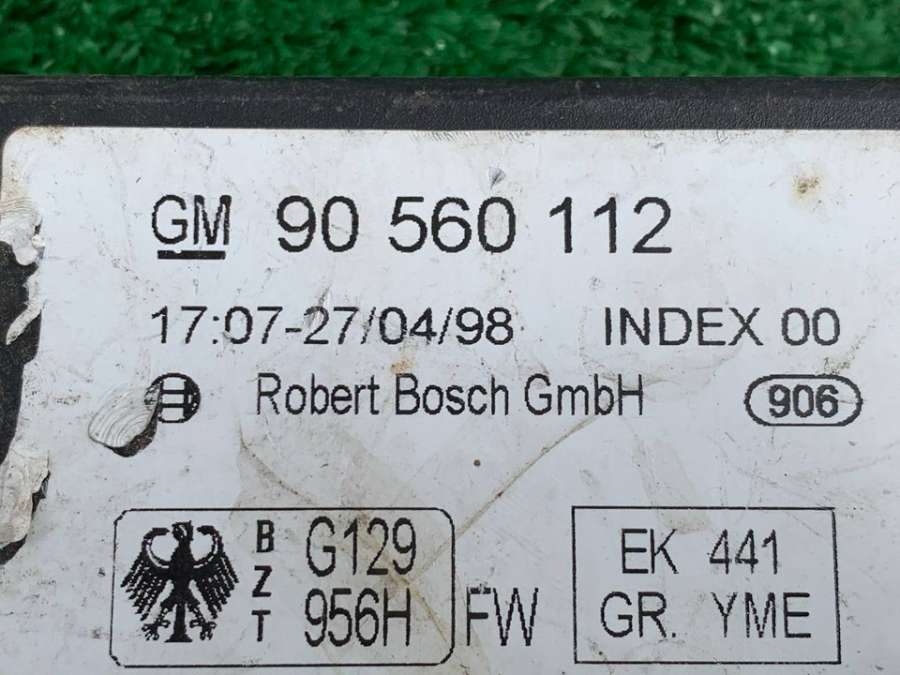 GM 90 560 112
17:07-27/04/98 INDEX 00
Robert Bosch GmbH 906
BZT G129
956H FW
EK 441
GR. YME